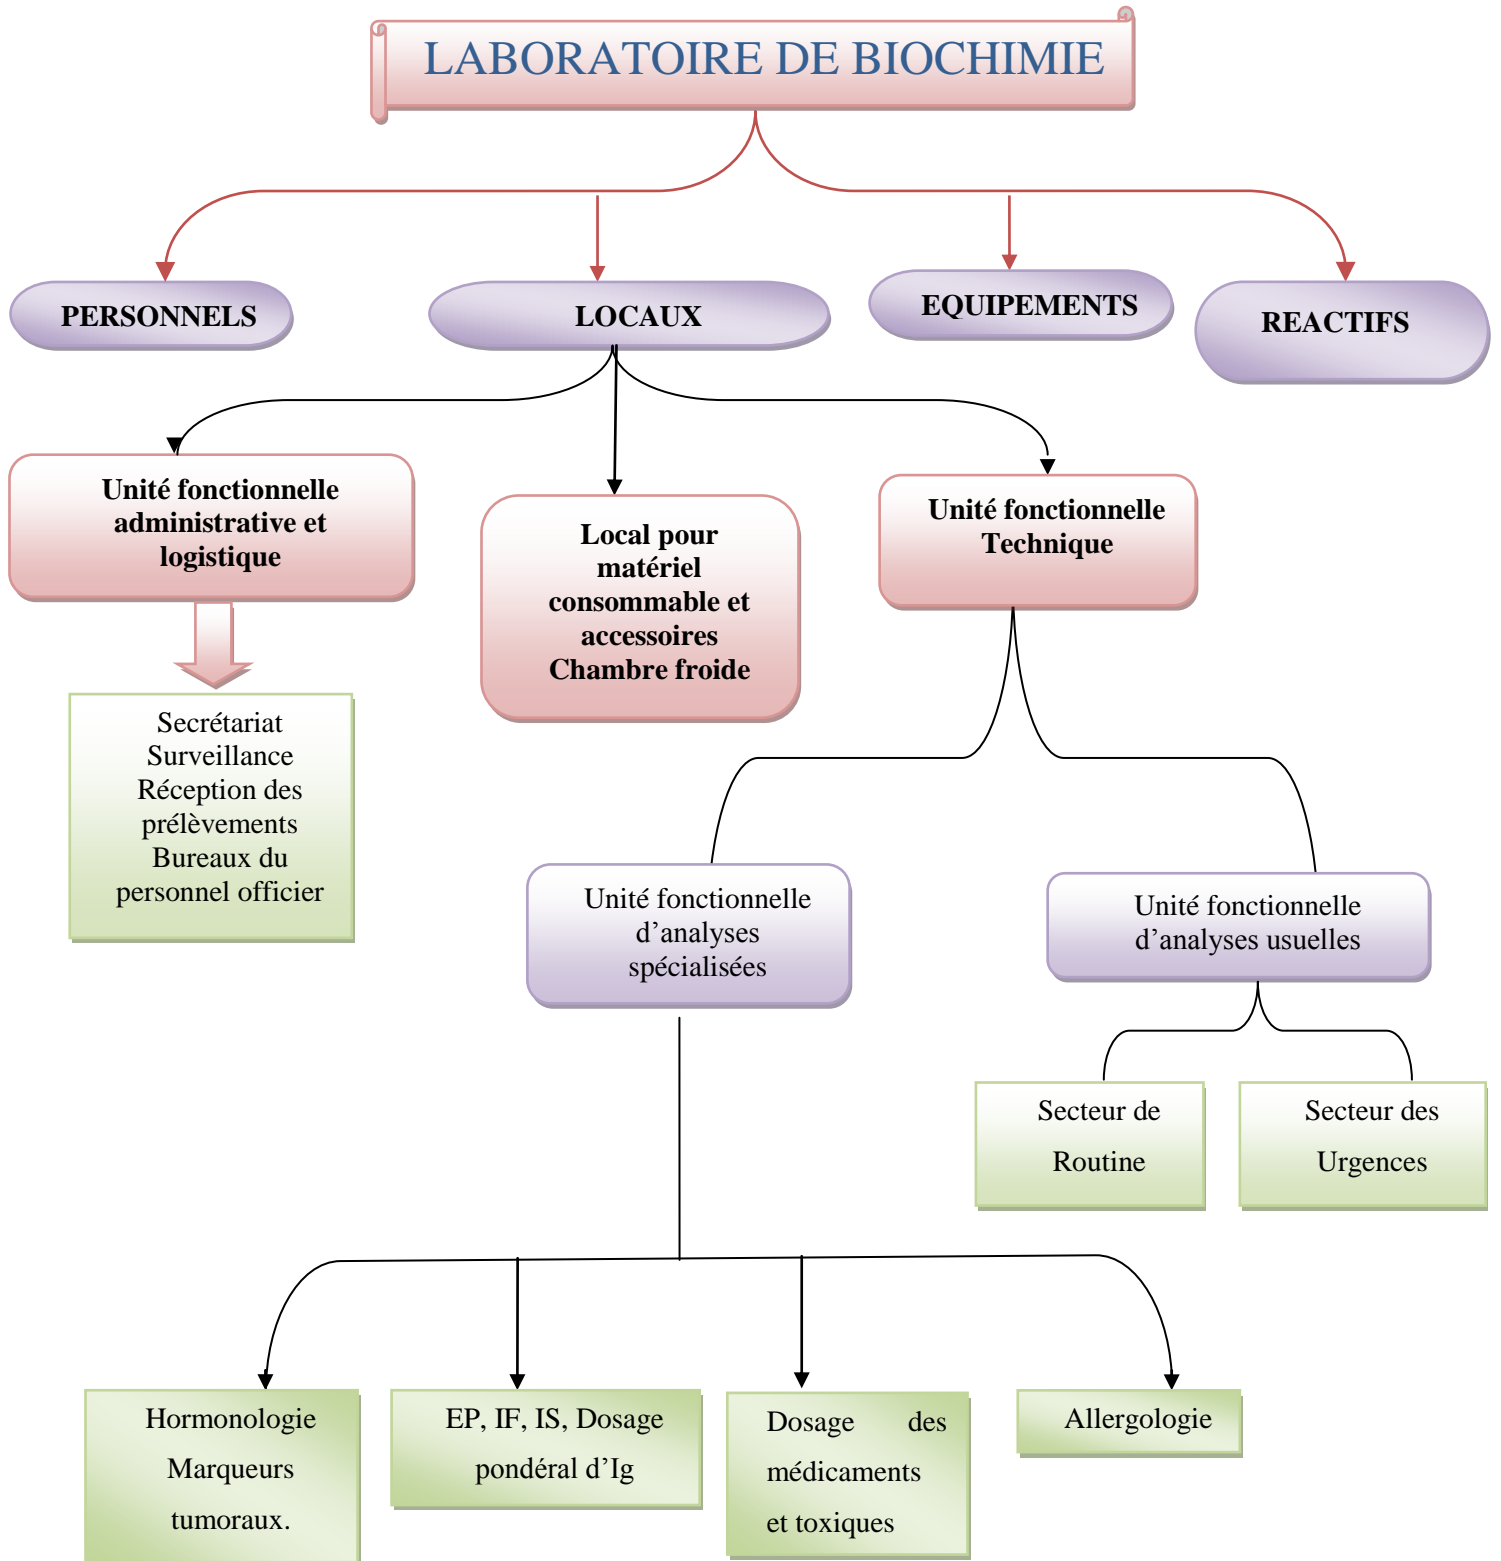 LABORATOIRE DE BIOCHIMIE
PERSONNELS
LOCAUX
EQUIPEMENTS
REACTIFS
Unité fonctionnelle
administrative et
logistique
Local pour
matériel
consommable et
accessoires
Chambre froide
Unité fonctionnelle
Technique
Secrétariat
Surveillance
Réception des
prélèvements
Bureaux du
personnel officier
Unité fonctionnelle
d’analyses
spécialisées
Unité fonctionnelle
d’analyses usuelles
Secteur de
Routine
Secteur des
Urgences
Hormonologie
Marqueurs
tumoraux.
EP, IF, IS, Dosage
pondéral d’Ig
Dosage des
médicaments
et toxiques
Allergologie